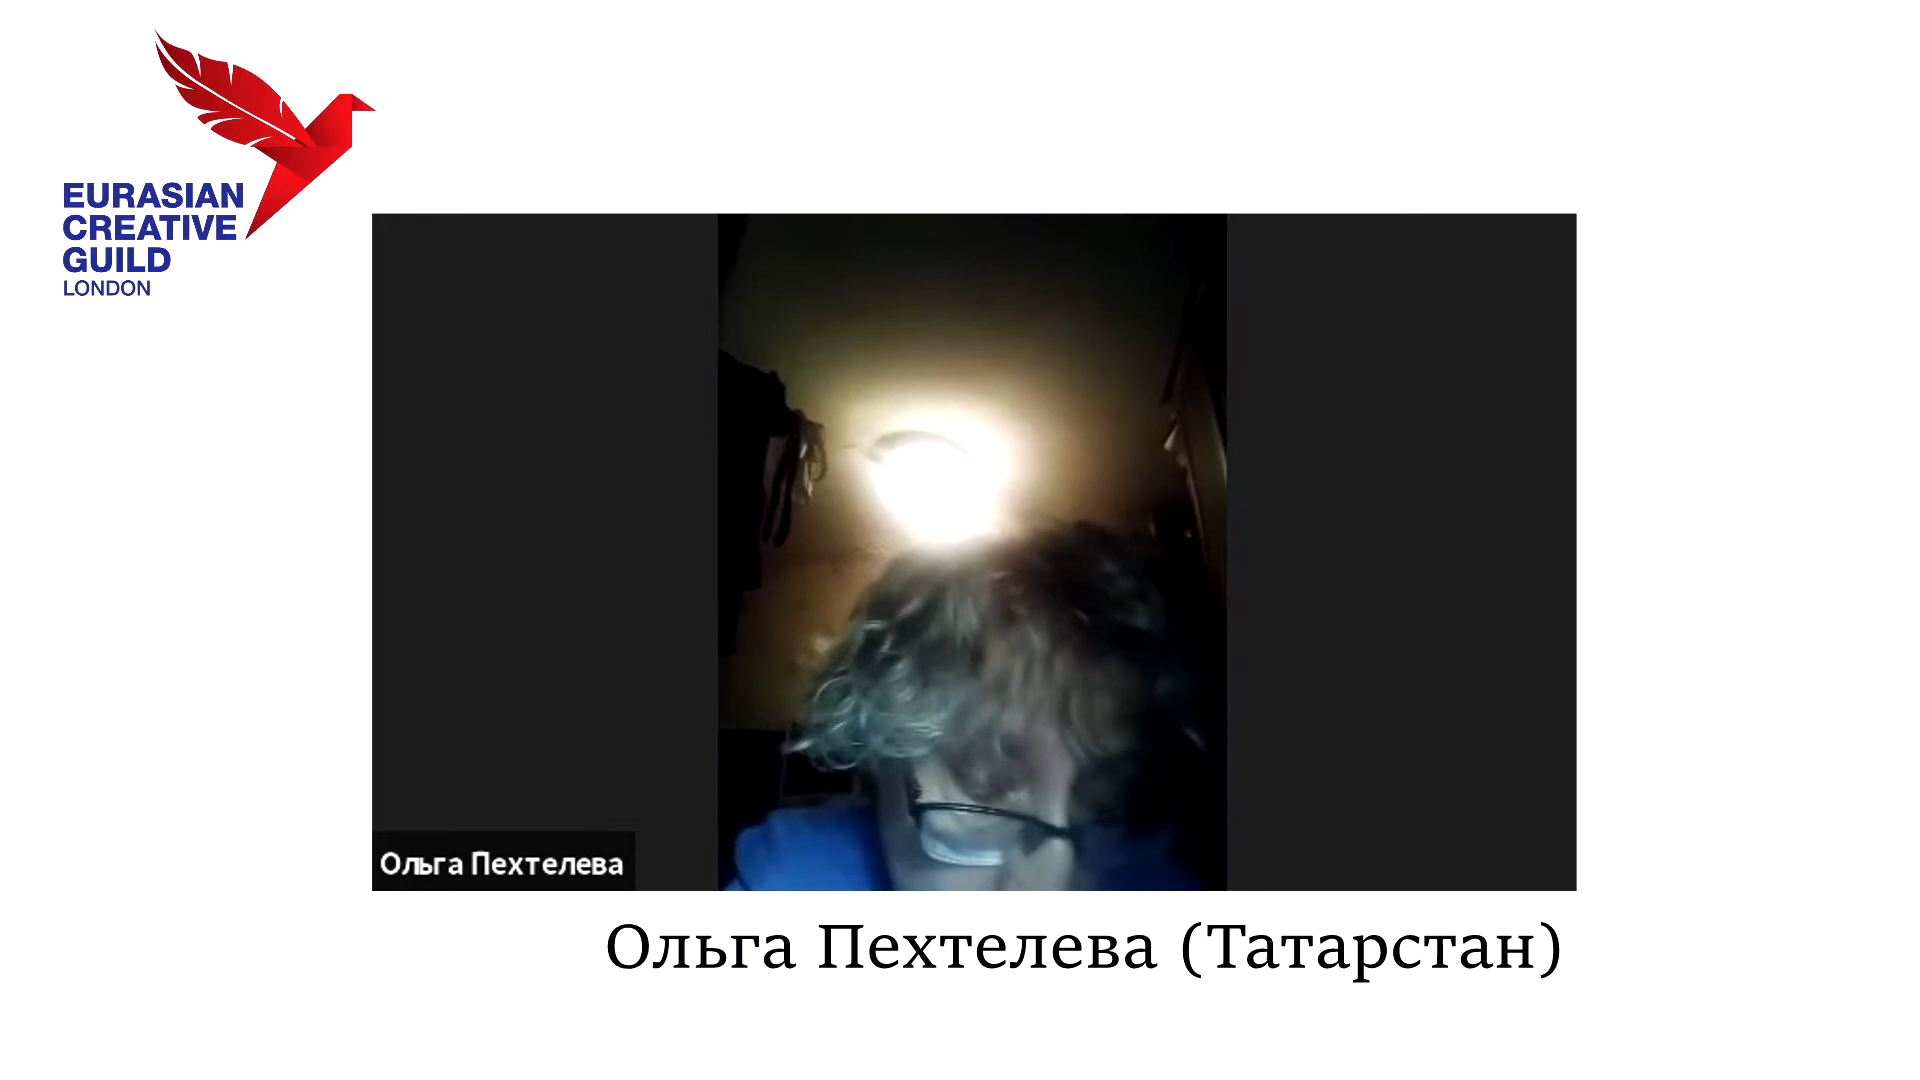 EURASIAN
CREATIVE
GUILD
LONDON
Ольга Пехтелева
Ольга Пехтелева (Татарстан)